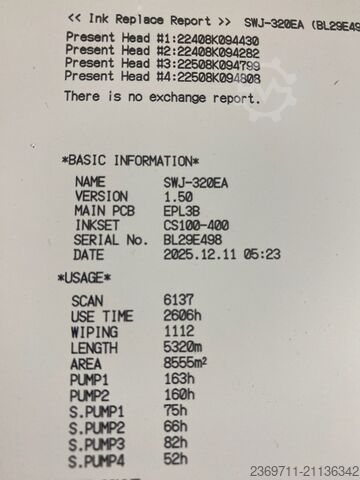 << Ink Replace Report >> SWJ-320EA (BL29E49
Present Head #1:22408K094430
Present Head #2:22408K094282
Present Head #3:22508K094799
Present Head #4:22508K094808
There is no exchange report.
*BASIC INFORMATION*
NAME SWJ-320EA
VERSION 1.50
MAIN PCB EPL3B
INKSET CS100-400
SERIAL No. BL29E498
DATE 2025.12.11 05:23
*USAGE*
SCAN 6137
USE TIME 2606h
WIPING 1112
LENGTH 5320m
AREA 8555m²
PUMP1 163h
PUMP2 160h
S.PUMP1 75h
S.PUMP2 66h
S.PUMP3 82h
S.PUMP4 52h
2369711-21136342